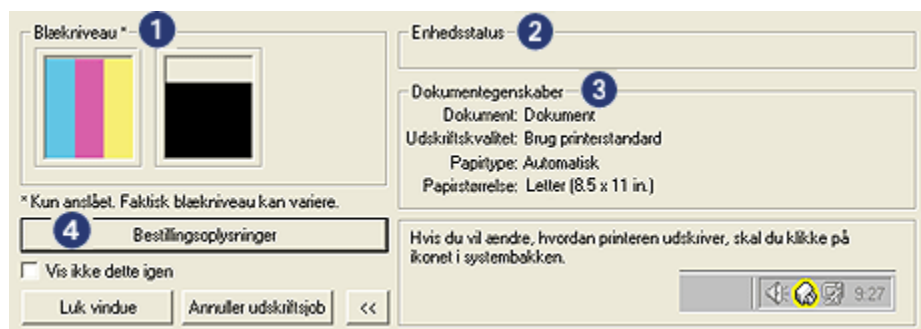 Blækniveau * 1
* Kun anslået. Faktisk blækniveau kan variere.
4 Bestillingsoplysninger
Vis ikke dette igen
Luk vindue Annuller udskriftsjob <<
Enhedsstatus 2
Dokumentegenskaber 3
Dokument: Dokument
Udskriftskvalitet: Brug printerstandard
Papirtype: Automatisk
Papirstørrelse: Letter (8.5 x 11 in.)
Hvis du vil ændre, hvordan printeren udskriver, skal du klikke på
ikonet i systembakken.
9:27